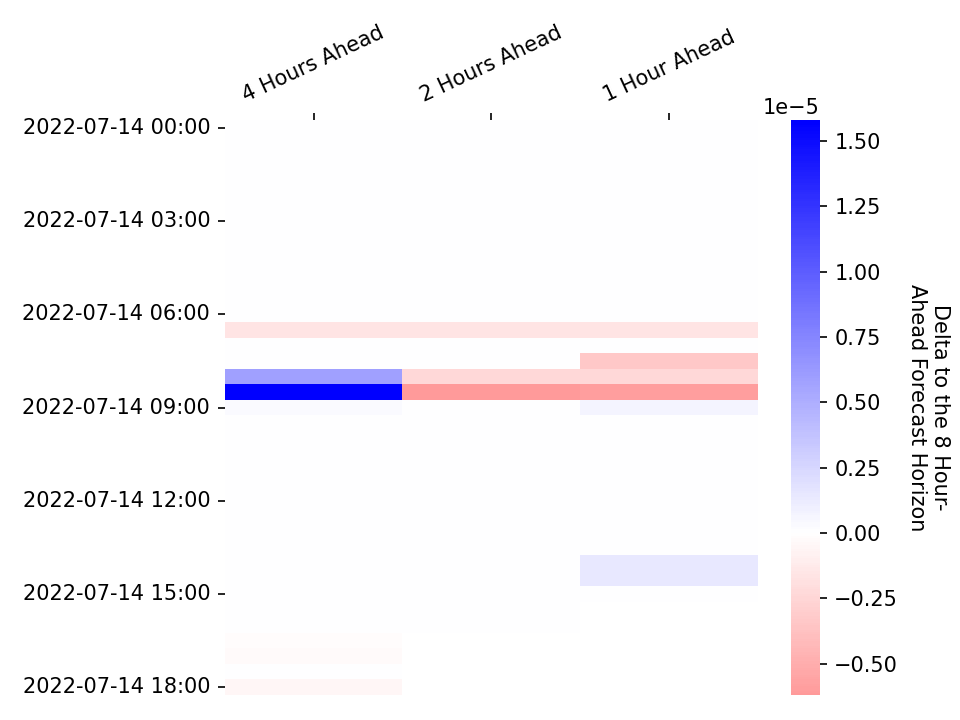 4 Hours Ahead
2 Hours Ahead
1 Hour Ahead
1e−5
2022-07-14 00:00
2022-07-14 03:00
2022-07-14 06:00
2022-07-14 09:00
2022-07-14 12:00
2022-07-14 15:00
2022-07-14 18:00
1.50
1.25
1.00
0.75
0.50
0.25
0.00
−0.25
−0.50
Delta to the 8 Hour-
Ahead Forecast Horizon